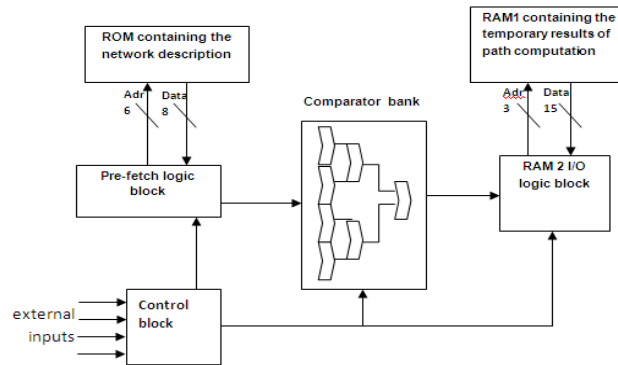 ROM containing the
network description
RAM1 containing the
temporary results of
path computation
Adr
6
Data
8
Comparator bank
Adr
3
Data
15
Pre-fetch logic
block
RAM 2 I/O
logic block
external
inputs
Control
block